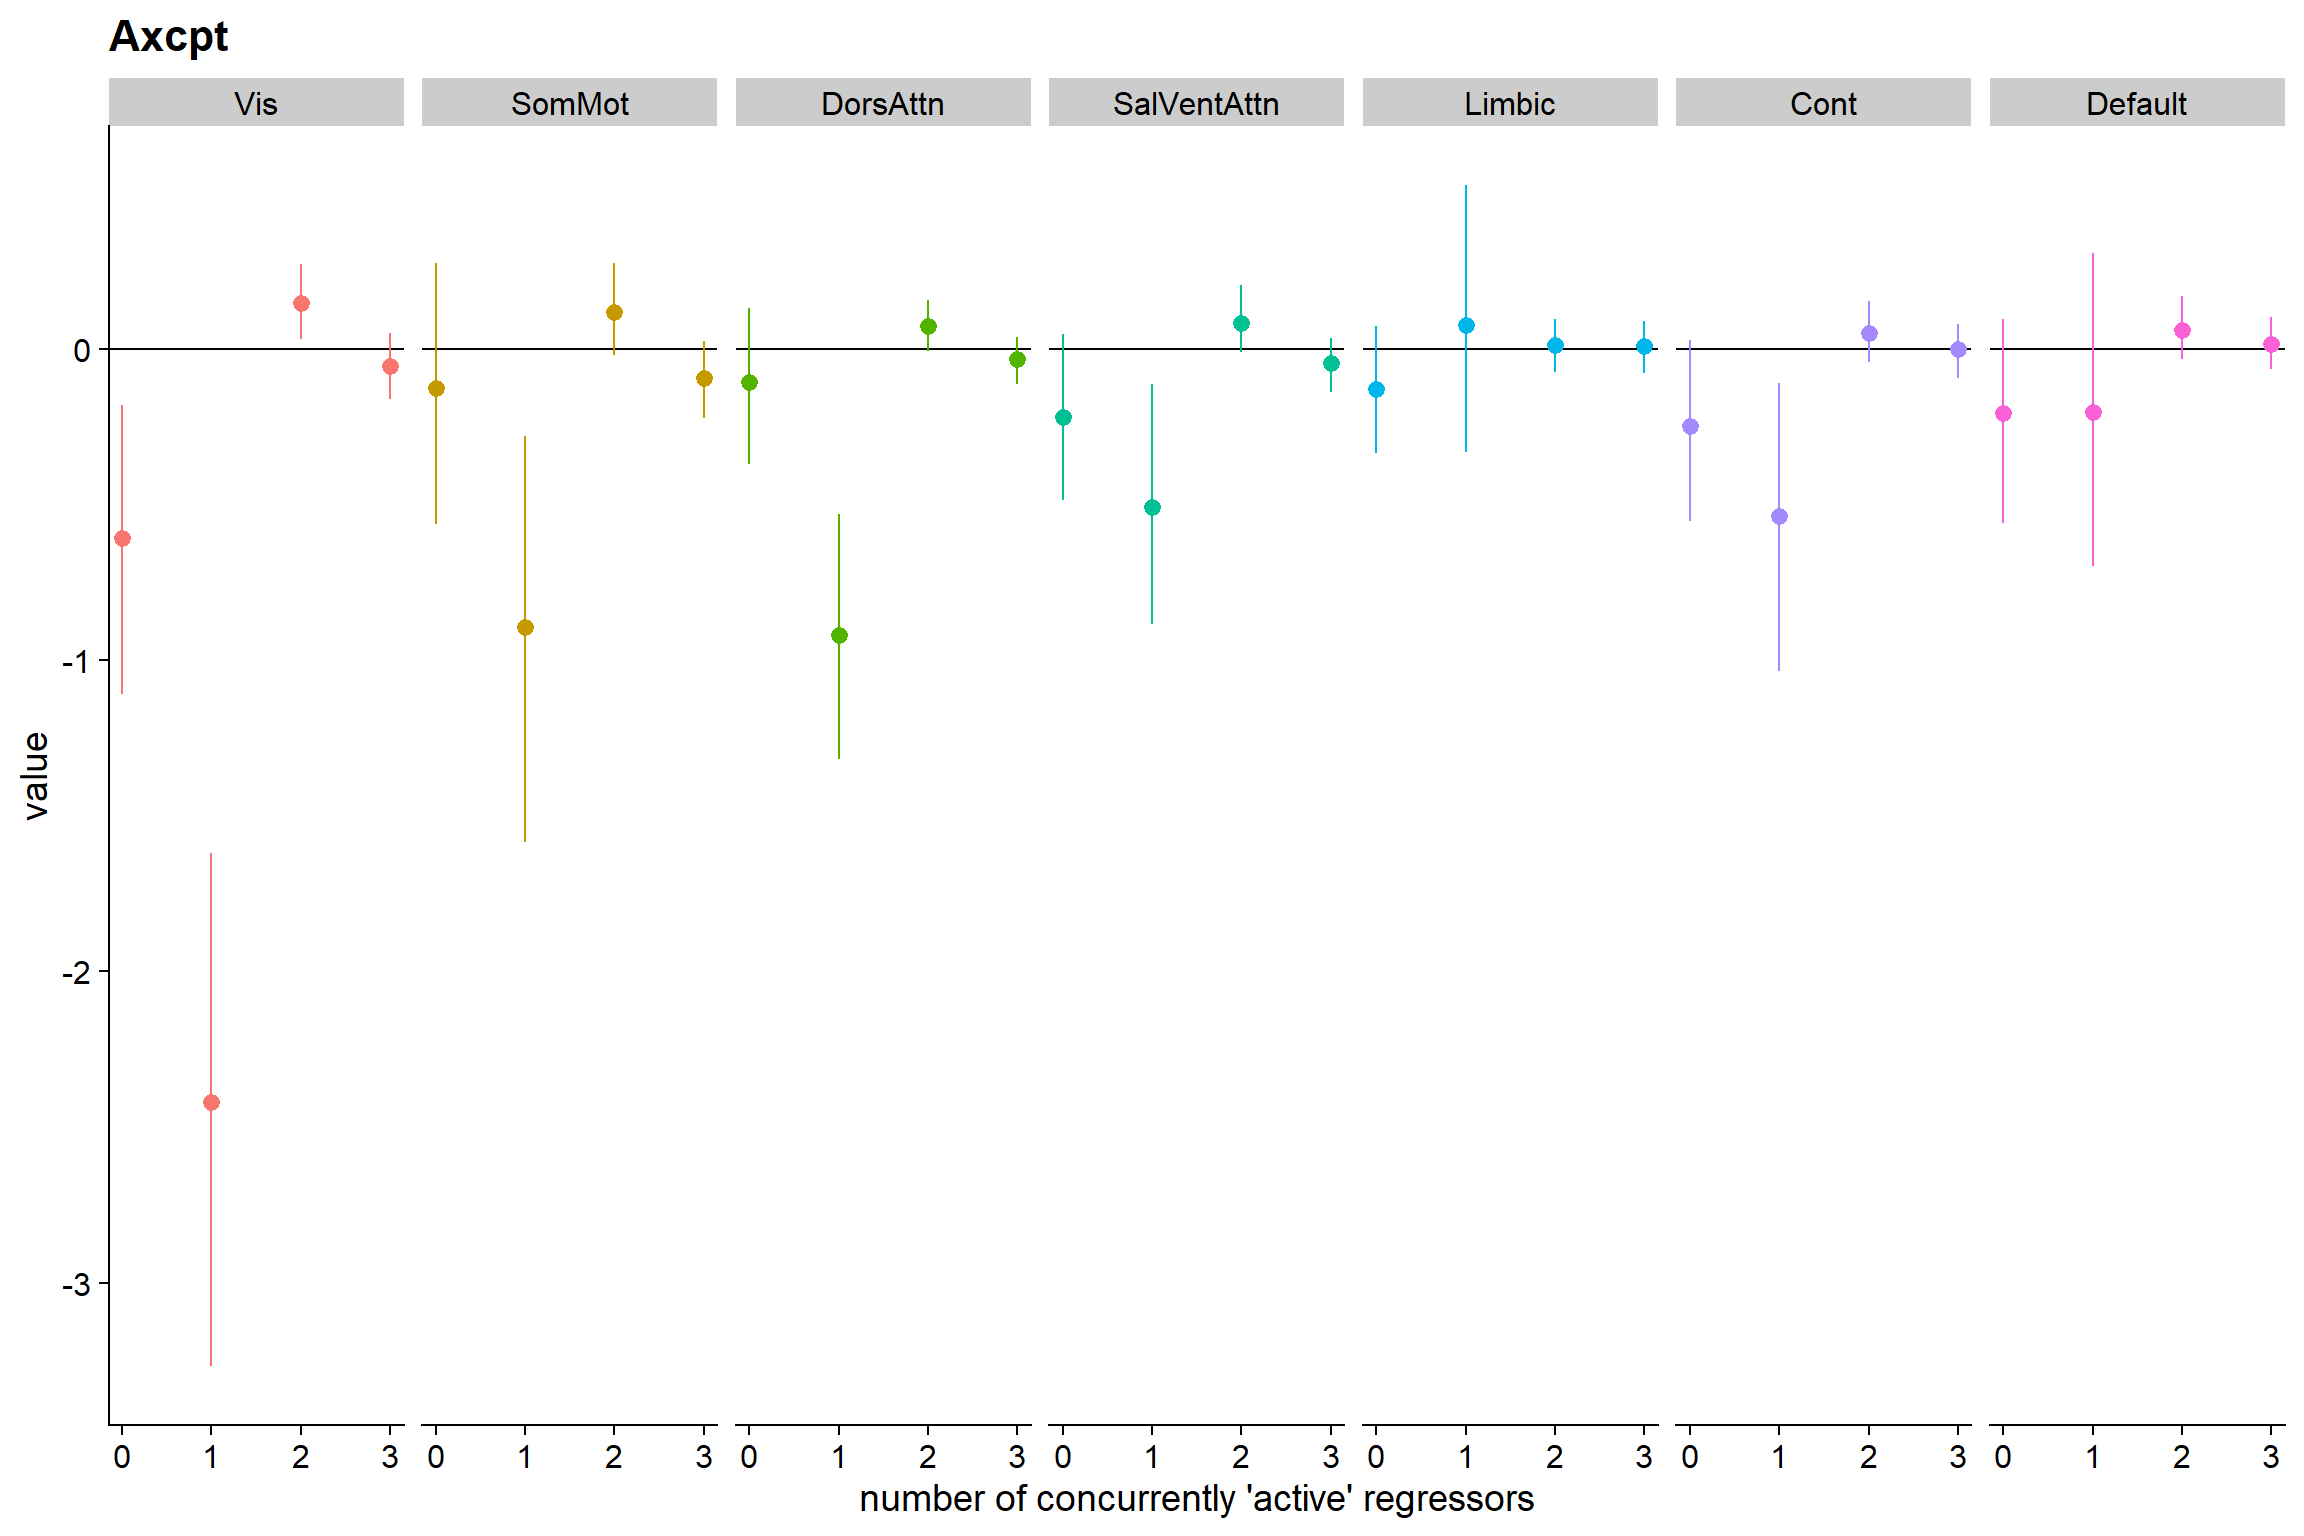 Axcpt
Vis SomMot DorsAttn SalVentAttn Limbic Cont Default
0
-1
-2
-3
value
0 1 2 3 0 1 2 3 0 1 2 3 0 1 2 3 0 1 2 3 0 1 2 3 0 1 2 3
number of concurrently 'active' regressors